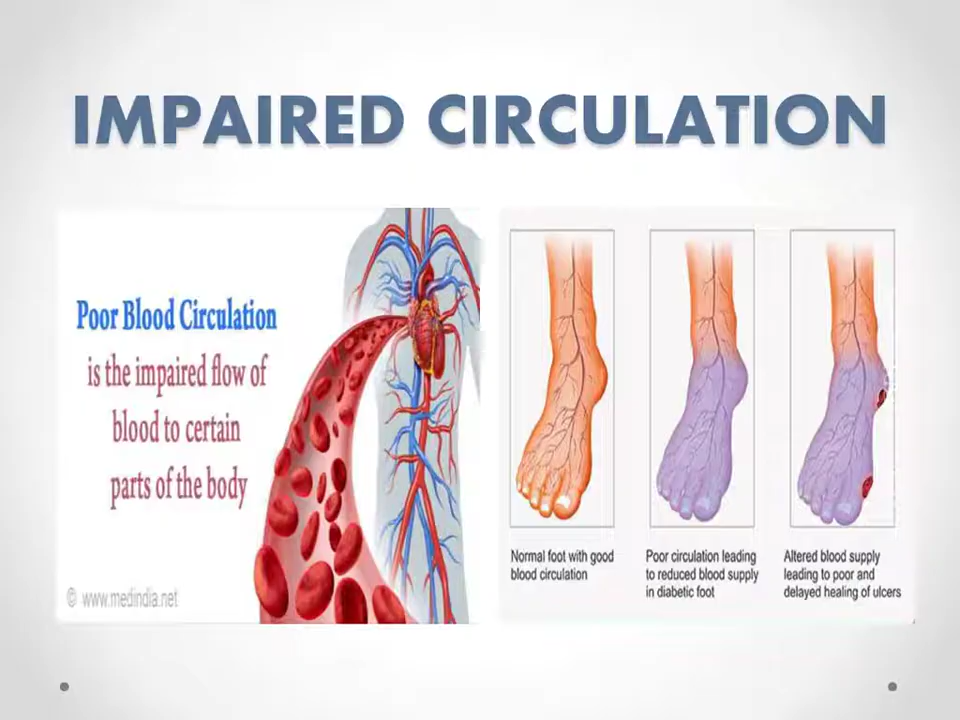 IMPAIRED CIRCULATION
Poor Blood Circulation
is the impaired flow of
blood to certain
parts of the body
© www.medindia.net
Normal foot with good
blood circulation
Poor circulation leading
to reduced blood supply
in diabetic foot
Altered blood supply
leading to poor and
delayed healing of ulcers